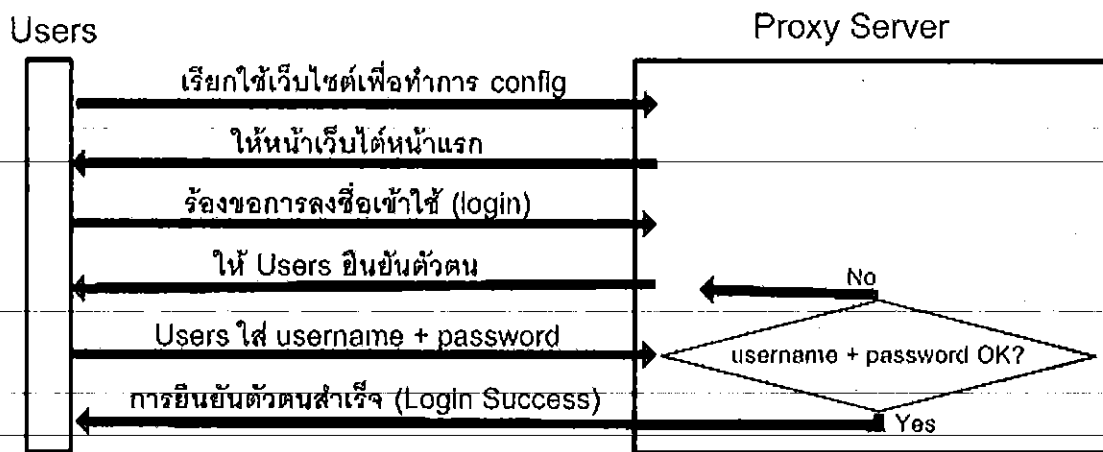 Users
Proxy Server
เรียกใช้เว็บไซต์เพื่อทำการ config
ให้หน้าเว็บไต์หน้าแรก
ร้องขอการลงชื่อเข้าใช้ (login)
ให้ Users ยืนยันตัวตน
No
Users ใส่ username + password
username + password OK?
การยืนยันตัวตนสำเร็จ (Login Success)
Yes